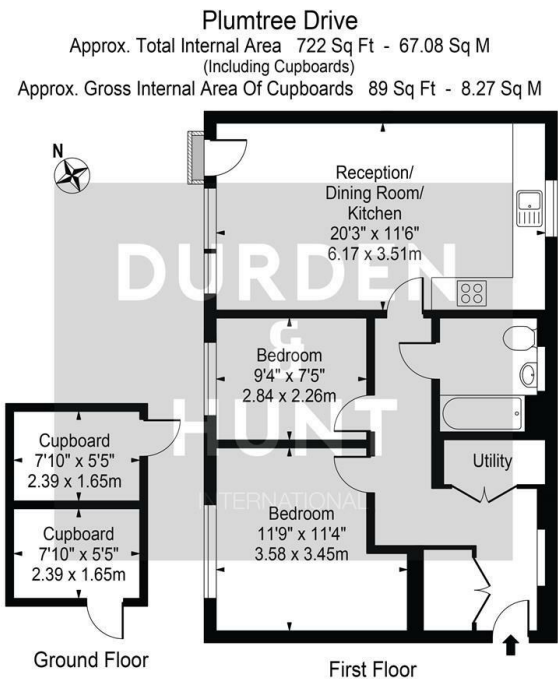 Plumtree Drive
Approx. Total Internal Area 722 Sq Ft - 67.08 Sq M
(Including Cupboards)
Approx. Gross Internal Area Of Cupboards 89 Sq Ft - 8.27 Sq M
N
Reception/
Dining Room/
Kitchen
20'3" x 11'6"
6.17 x 3.51m
DURDEN
&
HUNT
INTERNATIONAL
Bedroom
9'4" x 7'5"
2.84 x 2.26m
Cupboard
7'10" x 5'5"
2.39 x 1.65m
Utility
Bedroom
11'9" x 11'4"
3.58 x 3.45m
Cupboard
7'10" x 5'5"
2.39 x 1.65m
Ground Floor
First Floor